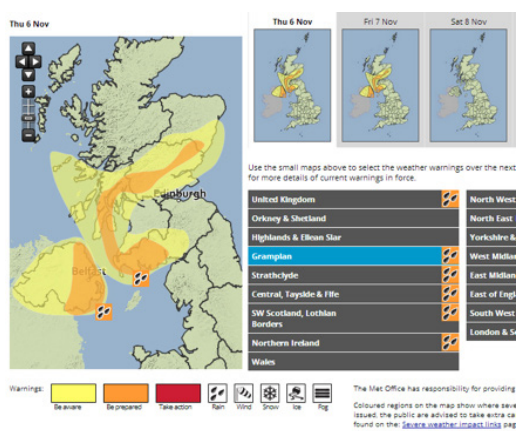 Thu 6 Nov
Edinburgh
Belfast
Thu 6 Nov
Fri 7 Nov
Sat 8 Nov
Use the small maps above to select the weather warnings over the next
for more details of current warnings in force.
United Kingdom
Orkney & Shetland
Highlands & Eilean Siar
Grampian
Strathclyde
Central, Tayside & Fife
SW Scotland, Lothian
Borders
Northern Ireland
Wales
North West
North East
Yorkshire &
West Midlan
East Midlan
East of Engla
South West
London & S
Warnings:
Be aware
Be prepared
Take action
Rain
Wind
Snow
Ice
Fog
The Met Office has responsibility for providing
Coloured regions on the map show where seve
issued, the public are advised to take extra ca
found on the: Severe weather impact links pag